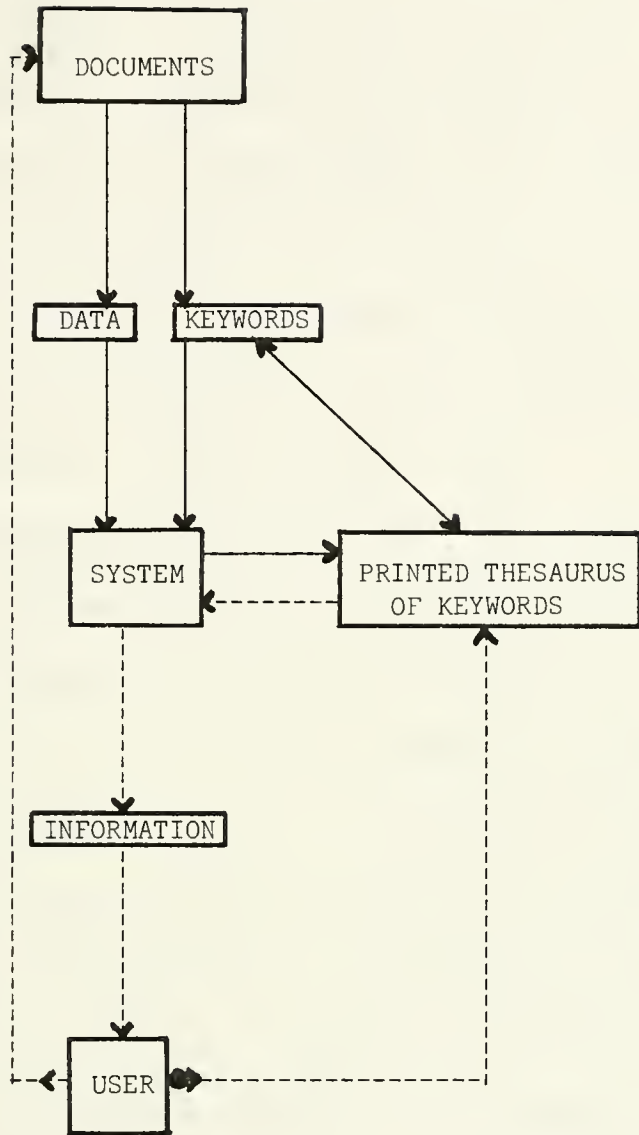 DOCUMENTS
DATA
KEYWORDS
SYSTEM
PRINTED THESAURUS
OF KEYWORDS
INFORMATION
USER